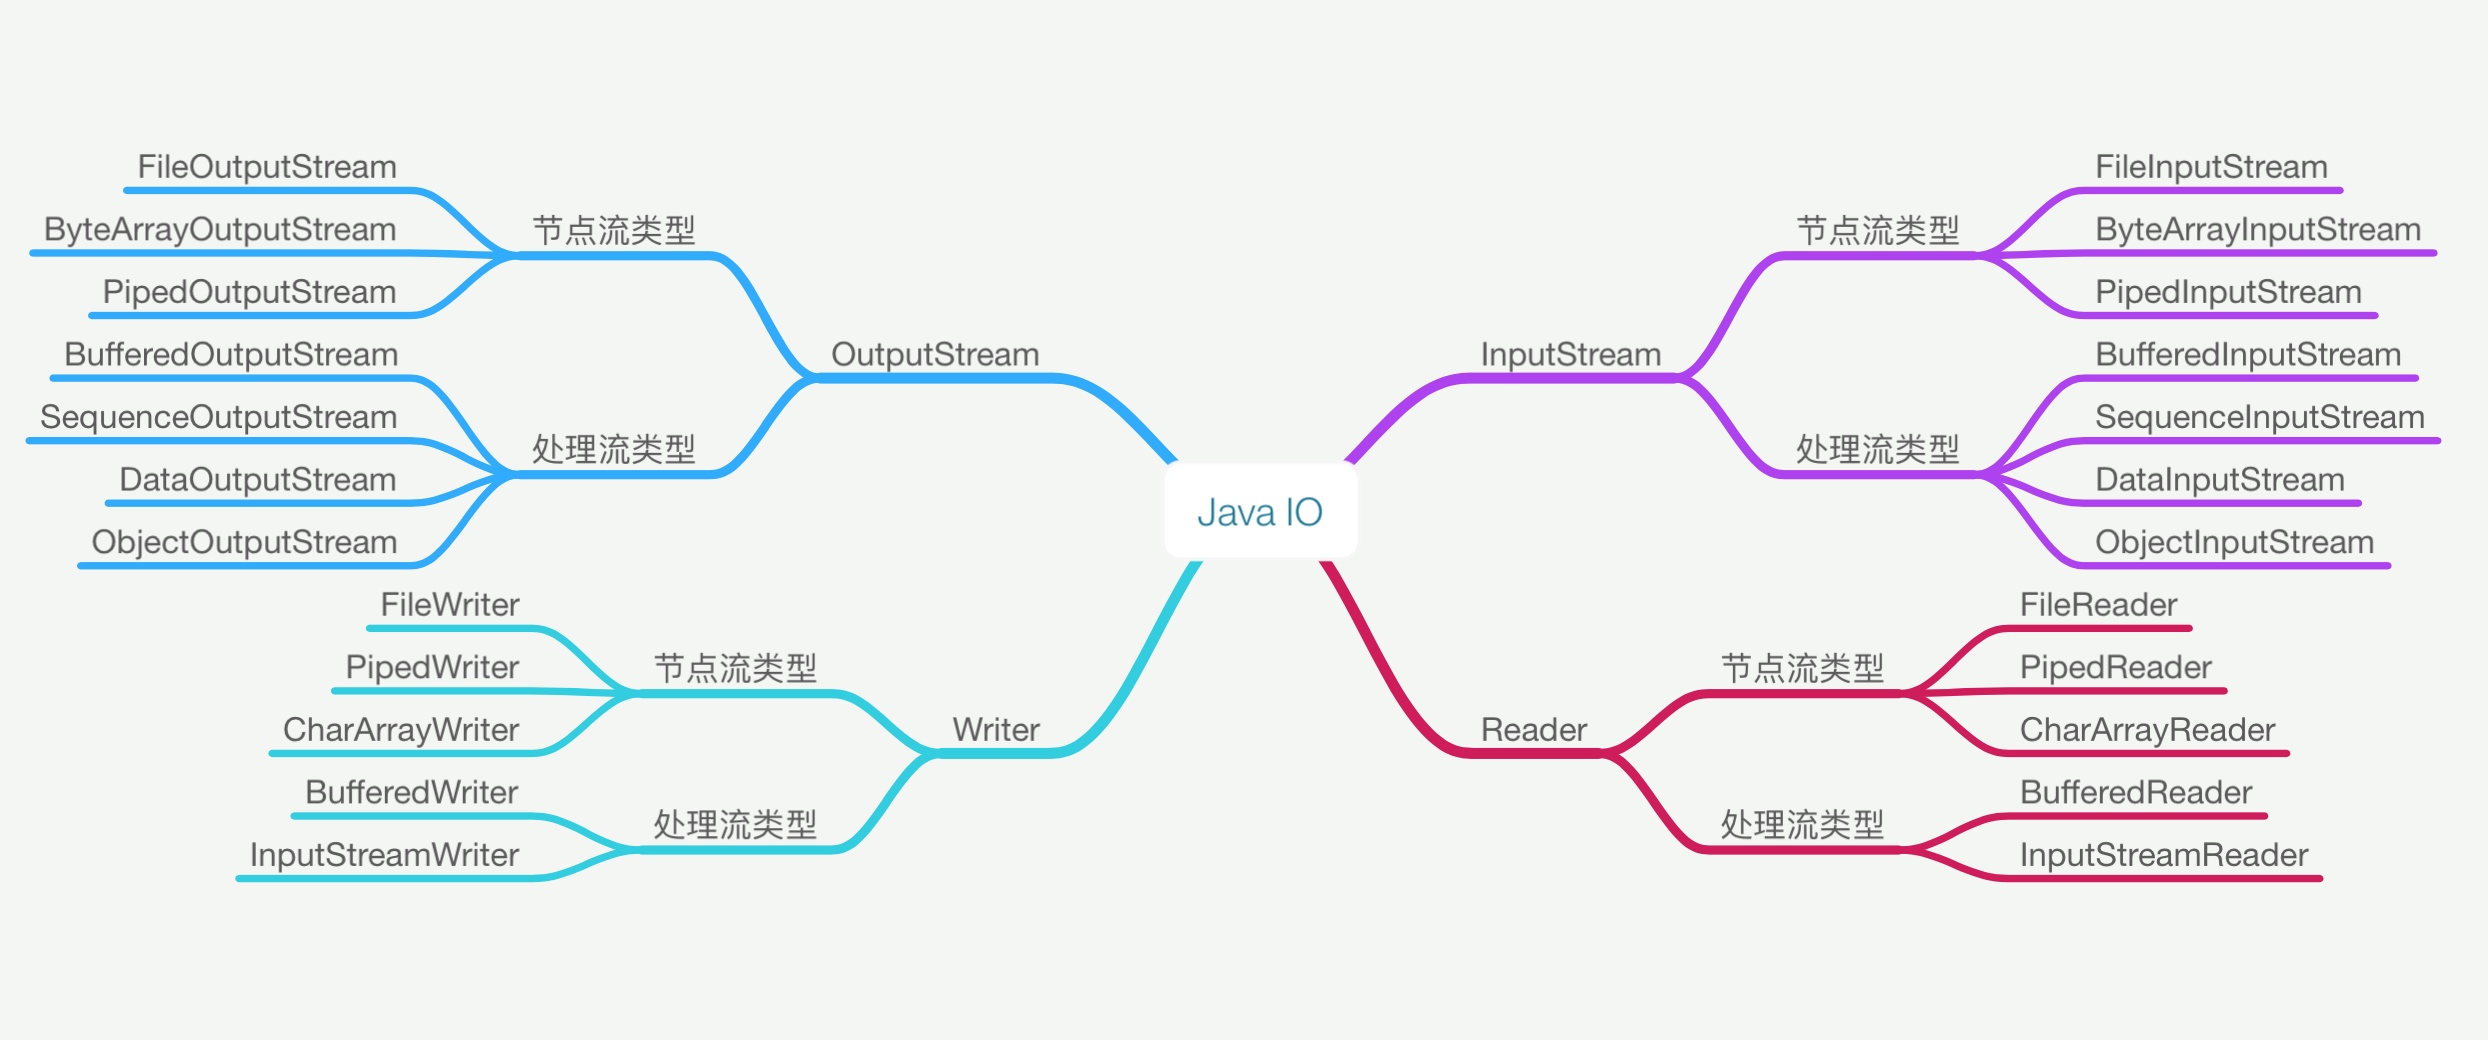 Java IO
OutputStream
节点流类型
FileOutputStream
ByteArrayOutputStream
PipedOutputStream
处理流类型
BufferedOutputStream
SequenceOutputStream
DataOutputStream
ObjectOutputStream
Writer
节点流类型
FileWriter
PipedWriter
CharArrayWriter
处理流类型
BufferedWriter
InputStreamWriter
InputStream
节点流类型
FileInputStream
ByteArrayInputStream
PipedInputStream
处理流类型
BufferedInputStream
SequenceInputStream
DataInputStream
ObjectInputStream
Reader
节点流类型
FileReader
PipedReader
CharArrayReader
处理流类型
BufferedReader
InputStreamReader